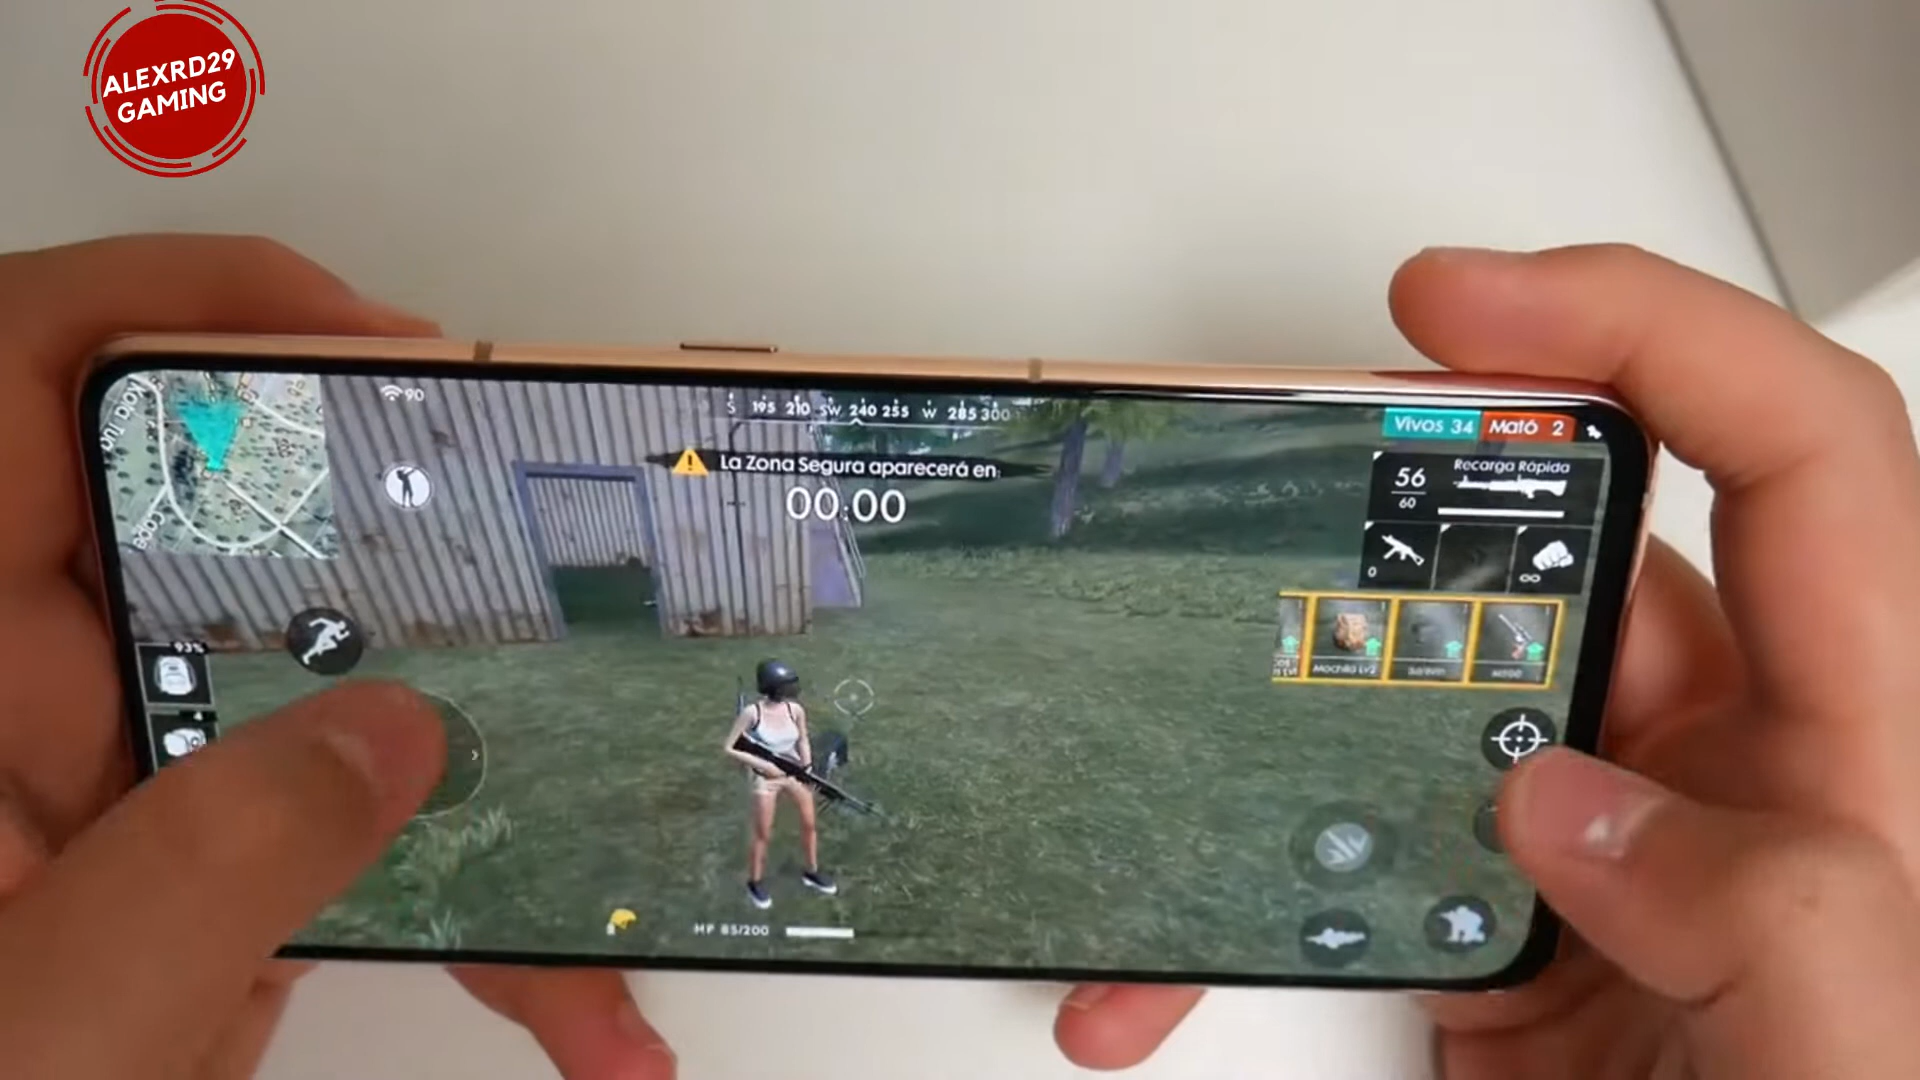 ALEXRD29
GAMING
90
S 195 210 SW 240 255 W 285 300
La Zona Segura aparecerá en:
00:00
Vivos 34 Mató 2
56
60
Recarga Rápida
0
∞
93%
4
Mochila Lv2
HP 85/200